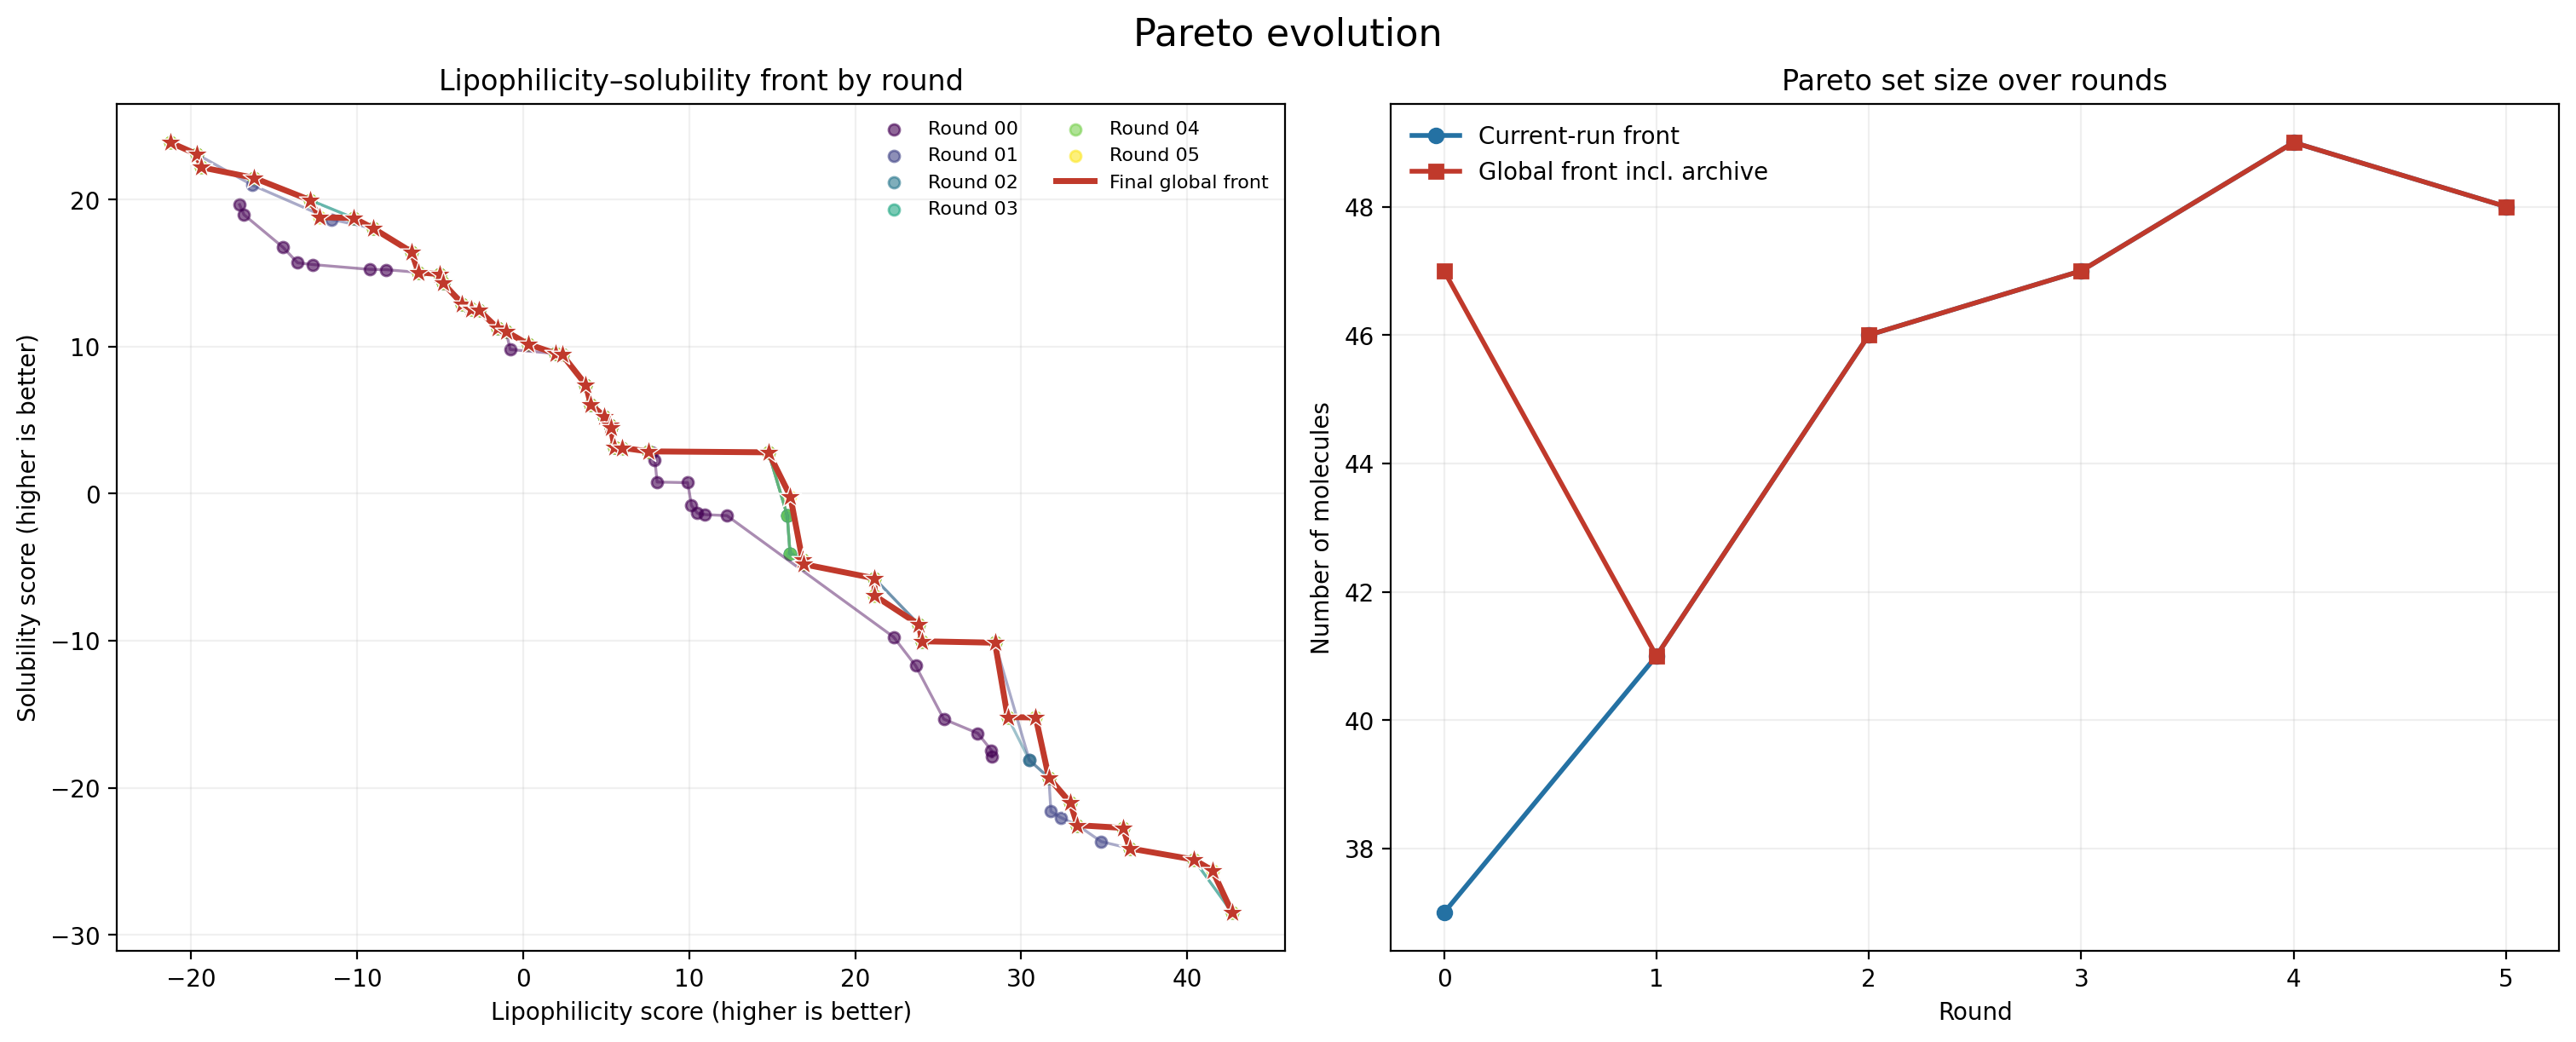 Pareto evolution
Lipophilicity–solubility front by round
Solubility score (higher is better)
20
10
0
−10
−20
−30
−20
−10
0
10
20
30
40
Lipophilicity score (higher is better)
Round 00
Round 01
Round 02
Round 03
Round 04
Round 05
Final global front
Pareto set size over rounds
Current-run front
Global front incl. archive
Number of molecules
48
46
44
42
40
38
0
1
2
3
4
5
Round